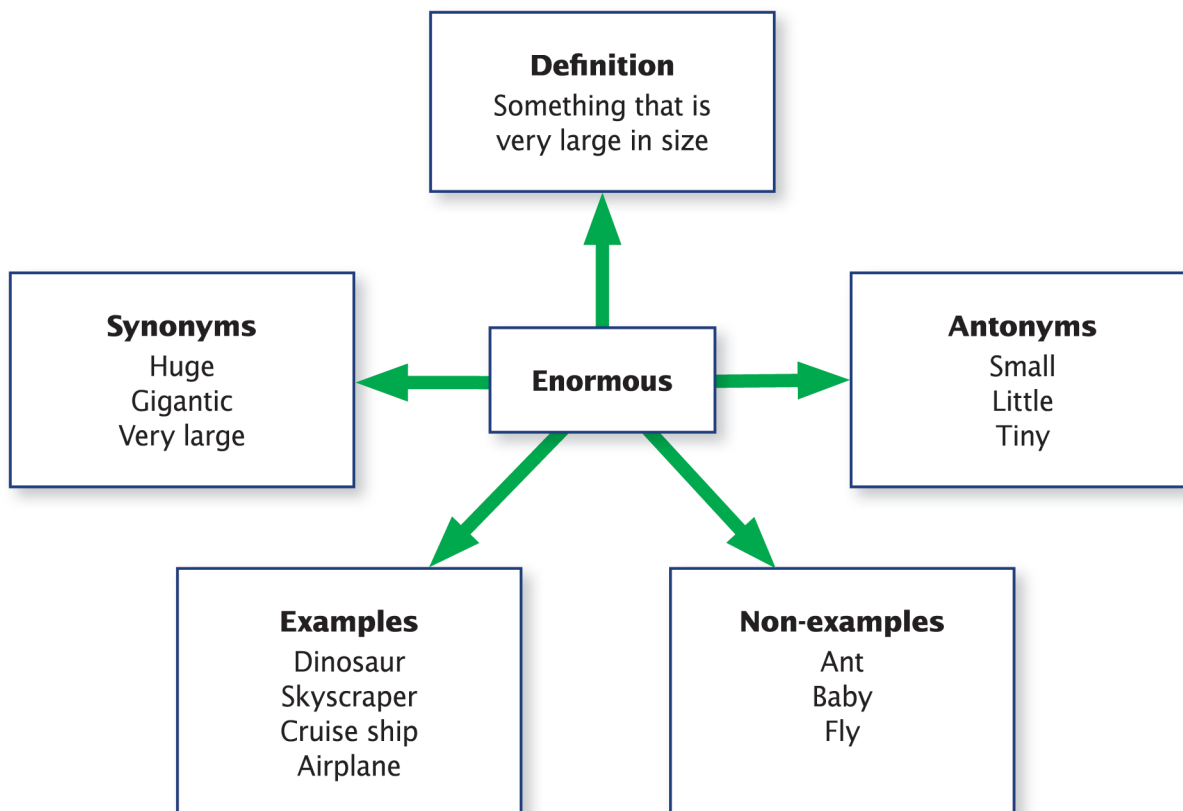 Definition
Something that is
very large in size
Synonyms
Huge
Gigantic
Very large
Enormous
Antonyms
Small
Little
Tiny
Examples
Dinosaur
Skyscraper
Cruise ship
Airplane
Non-examples
Ant
Baby
Fly